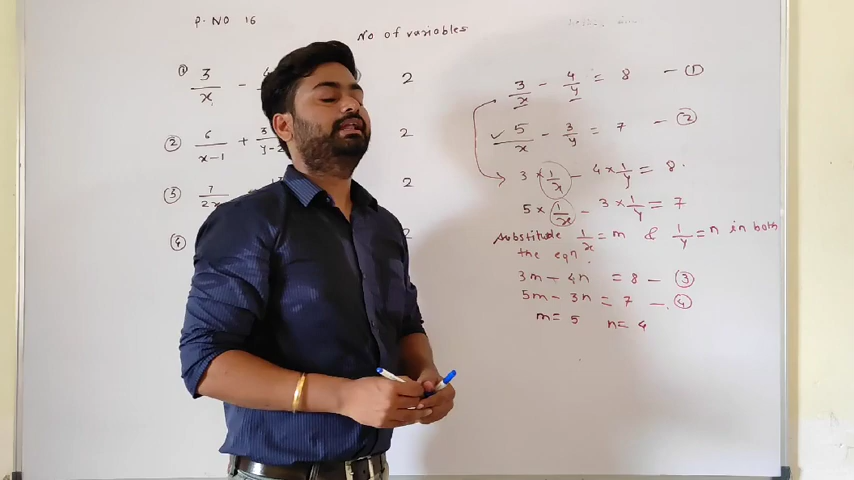 P. NO 16
No of variables
① 3/x - 4 2
② 6/(x-1) + 3/(y-2 2
③ 7/2x 2
④ 2
3/x - 4/y = 8 — ①
✓ 5/x - 3/y = 7 — ②
3 × 1/x - 4 × 1/y = 8
5 × 1/x - 3 × 1/y = 7
Substitute 1/x = m & 1/y = n in both
the eqn.
3m - 4n = 8 — ③
5m - 3n = 7 — ④
m = 5 n = 4